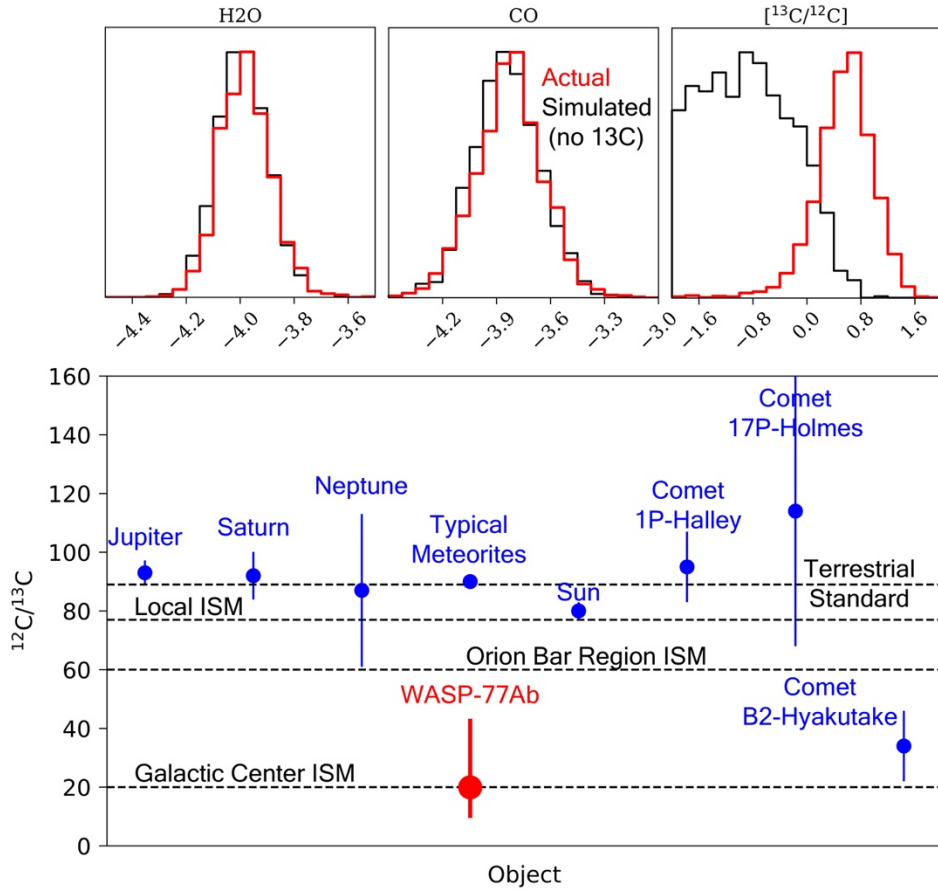 H2O
CO
[¹³C/¹²C]
Actual
Simulated
(no 13C)
−4.4 −4.2 −4.0 −3.8 −3.6
−4.2 −3.9 −3.6 −3.3 −3.0
−1.6 −0.8 0.0 0.8 1.6
160
140
120
100
80
60
40
20
0
¹²C/¹³C
Jupiter
Saturn
Neptune
Typical
Meteorites
Sun
Comet
1P-Halley
Comet
17P-Holmes
Terrestrial
Standard
Local ISM
Orion Bar Region ISM
WASP-77Ab
Comet
B2-Hyakutake
Galactic Center ISM
Object